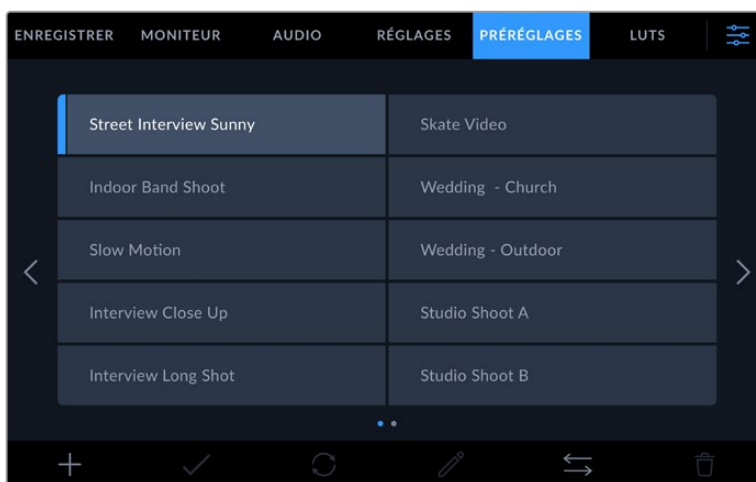 ENREGISTRER MONITEUR AUDIO RÉGLAGES PRÉRÉGLAGES LUTS
Street Interview Sunny Skate Video
Indoor Band Shoot Wedding - Church
Slow Motion Wedding - Outdoor
Interview Close Up Studio Shoot A
Interview Long Shot Studio Shoot B